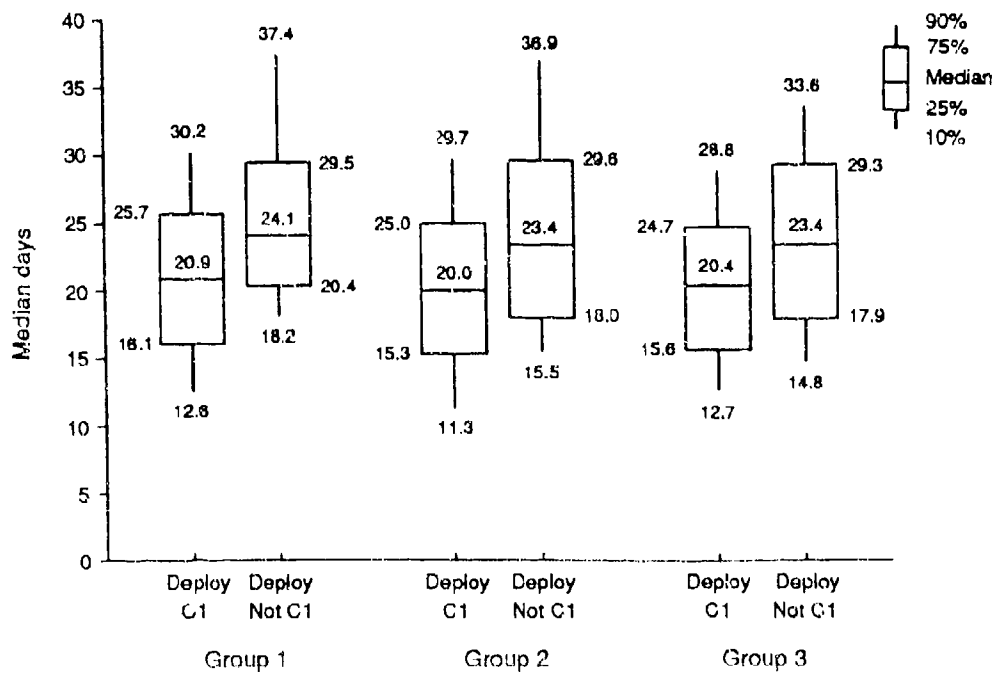 40
35
30
25
20
15
10
5
0
Median days
37.4
30.2
29.5
25.7
24.1
20.9
20.4
18.2
16.1
12.6
36.9
29.7
29.6
25.0
23.4
20.0
18.0
15.3
15.5
11.3
33.6
28.8
29.3
24.7
23.4
20.4
17.9
15.6
14.8
12.7
90%
75%
Median
25%
10%
Deploy
C1
Deploy
Not C1
Deploy
C1
Deploy
Not C1
Deploy
C1
Deploy
Not C1
Group 1
Group 2
Group 3